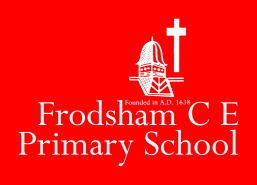 Founded in A.D. 1638
Frodsham C E
Primary School